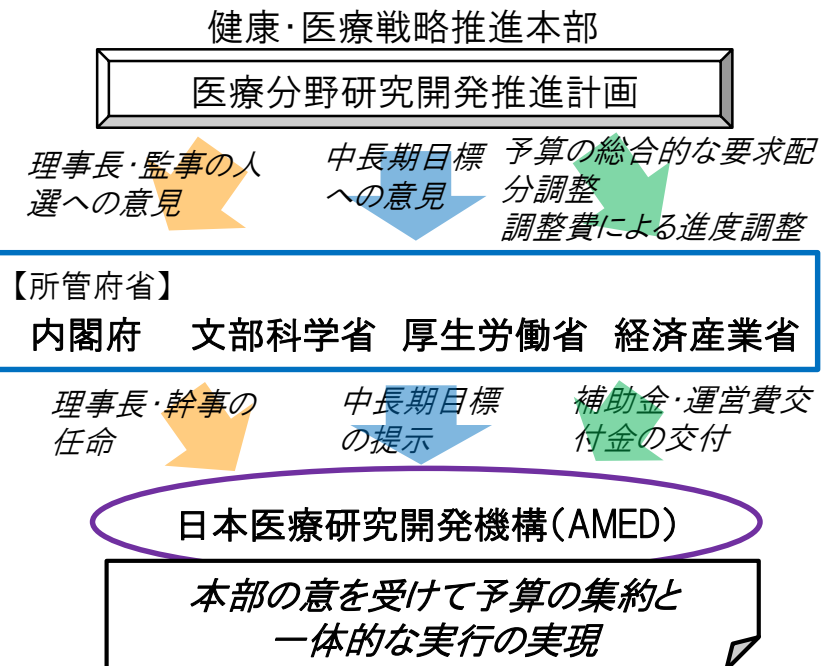 健康・医療戦略推進本部
医療分野研究開発推進計画
理事長・監事の人
選への意見
中長期目標
への意見
予算の総合的な要求配
分調整
調整費による進度調整
【所管府省】
内閣府 文部科学省 厚生労働省 経済産業省
理事長・幹事の
任命
中長期目標
の提示
補助金・運営費交
付金の交付
日本医療研究開発機構(AMED)
本部の意を受けて予算の集約と
一体的な実行の実現